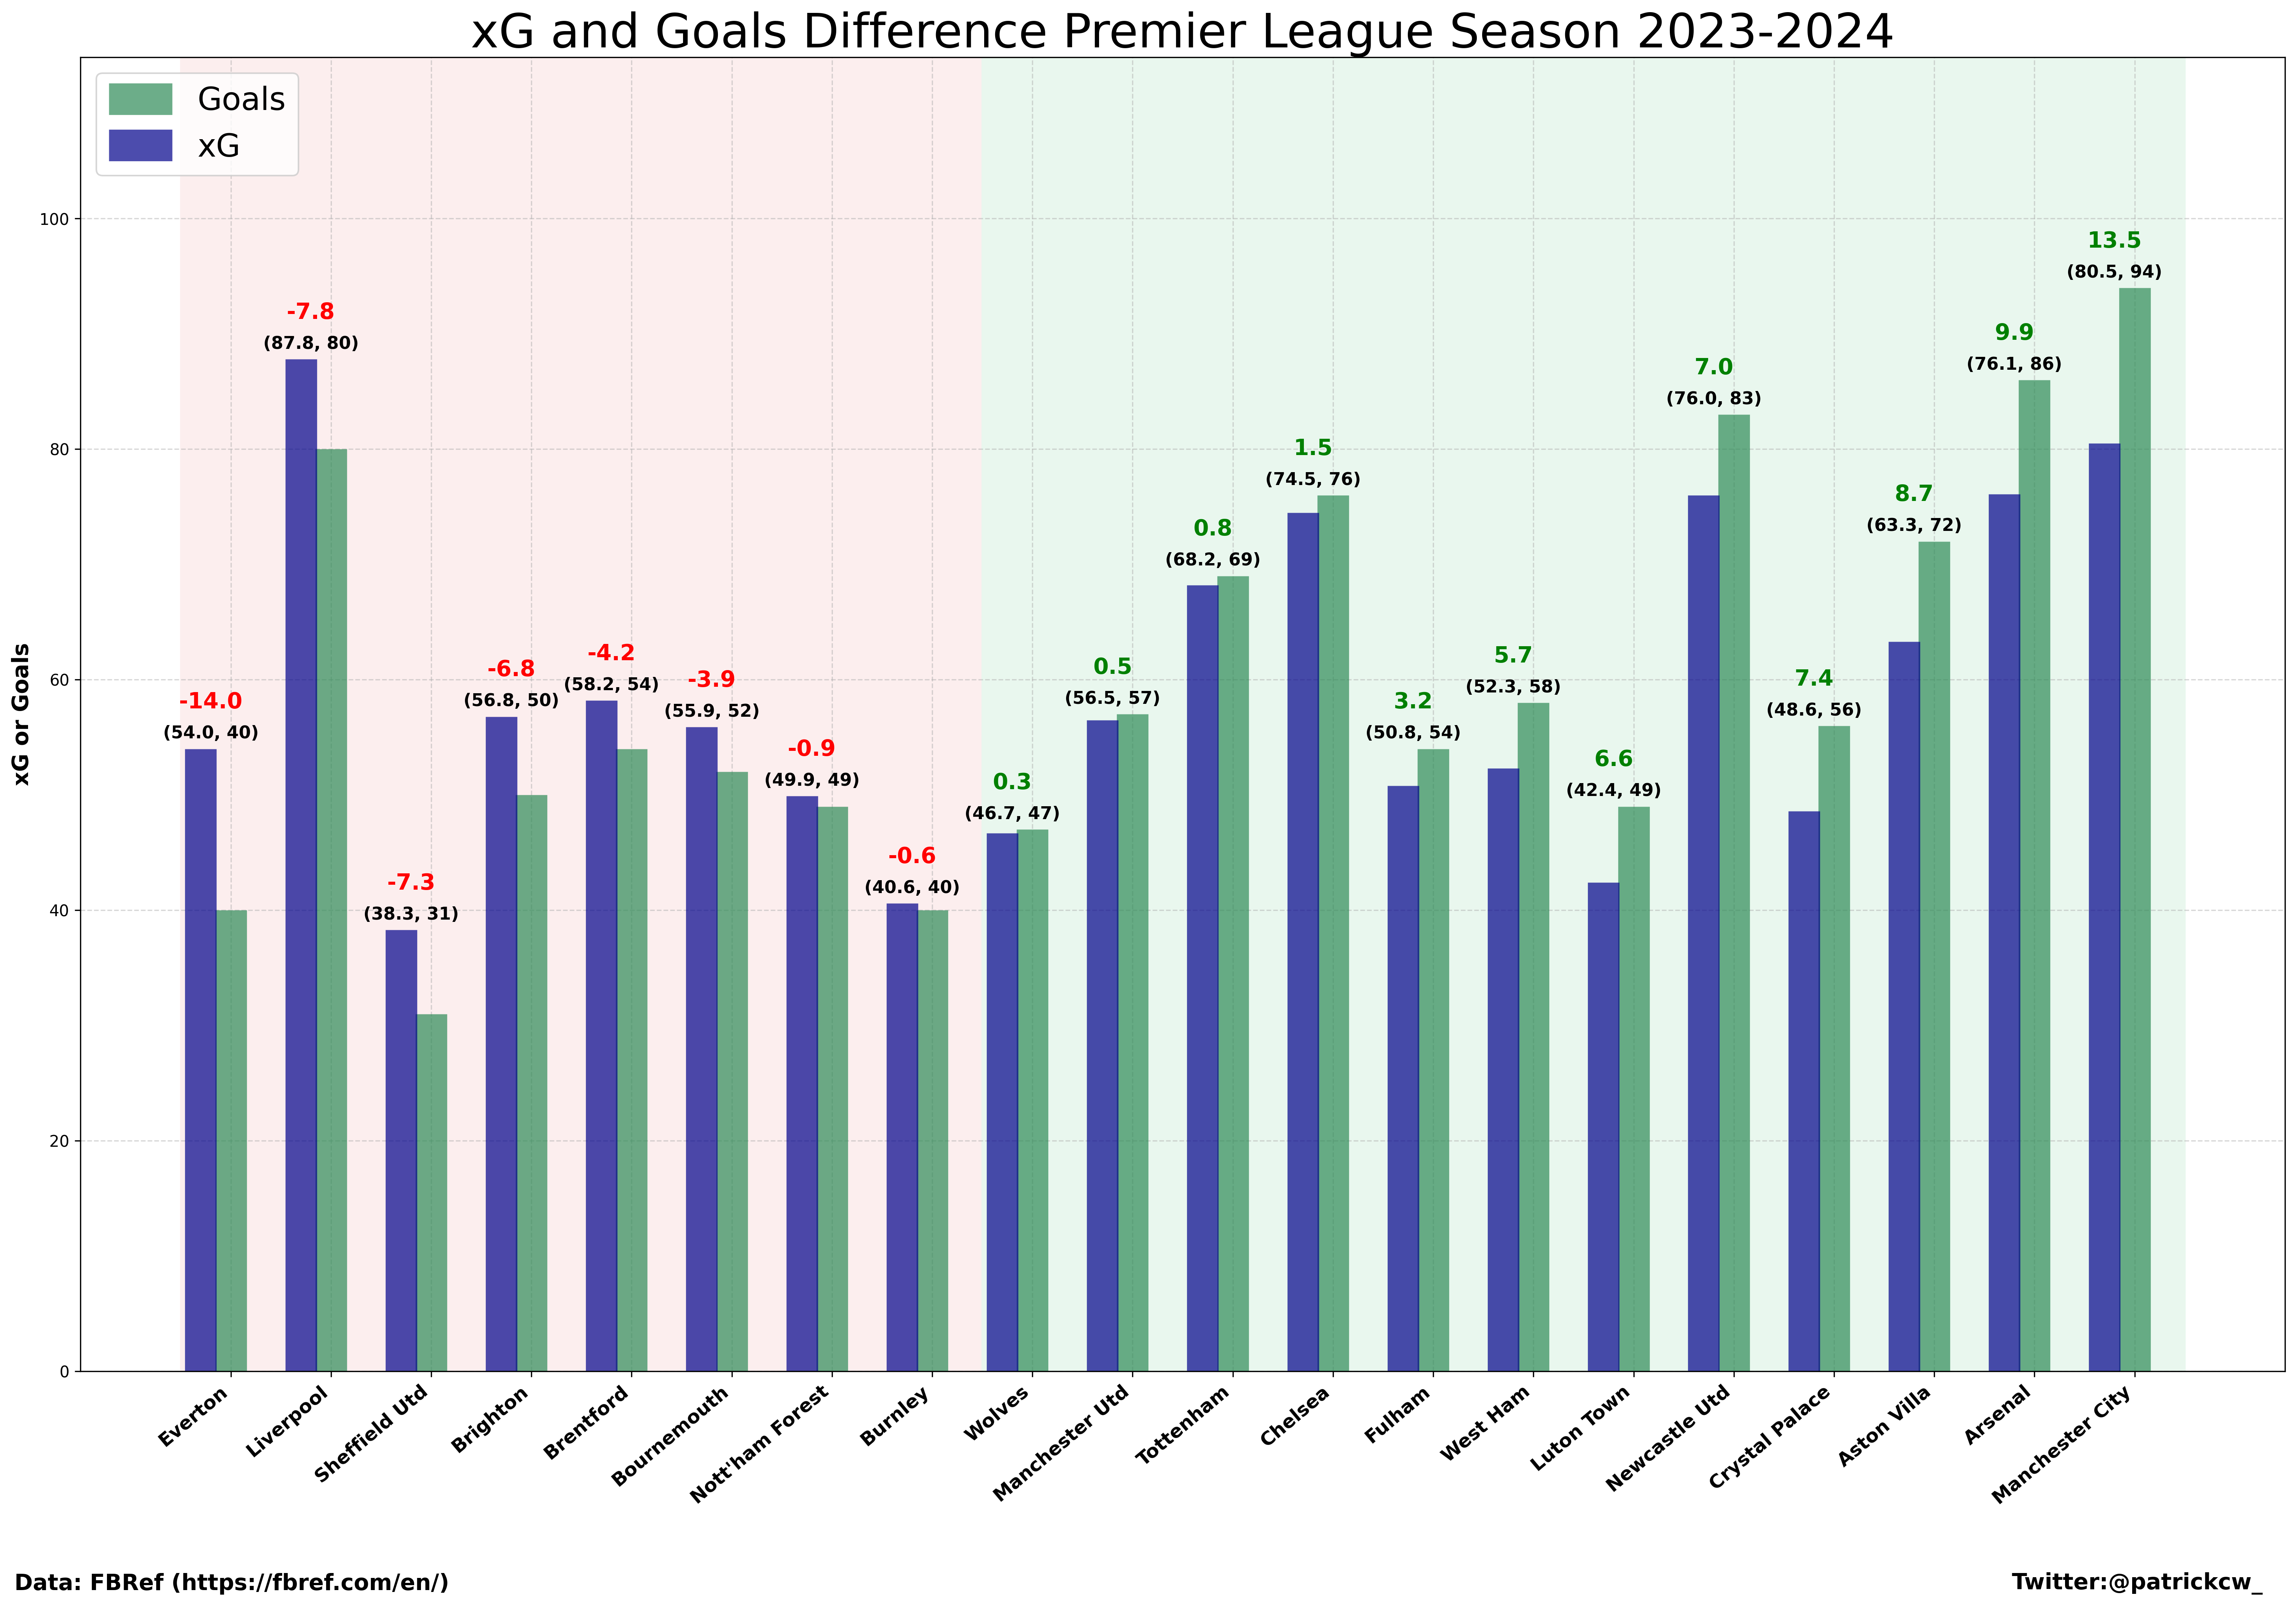 xG and Goals Difference Premier League Season 2023-2024
Goals
xG
xG or Goals
100
80
60
40
20
0
-14.0
(54.0, 40)
-7.8
(87.8, 80)
-7.3
(38.3, 31)
-6.8
(56.8, 50)
-4.2
(58.2, 54)
-3.9
(55.9, 52)
-0.9
(49.9, 49)
-0.6
(40.6, 40)
0.3
(46.7, 47)
0.5
(56.5, 57)
0.8
(68.2, 69)
1.5
(74.5, 76)
3.2
(50.8, 54)
5.7
(52.3, 58)
6.6
(42.4, 49)
7.0
(76.0, 83)
7.4
(48.6, 56)
8.7
(63.3, 72)
9.9
(76.1, 86)
13.5
(80.5, 94)
Everton
Liverpool
Sheffield Utd
Brighton
Brentford
Bournemouth
Nott'ham Forest
Burnley
Wolves
Manchester Utd
Tottenham
Chelsea
Fulham
West Ham
Luton Town
Newcastle Utd
Crystal Palace
Aston Villa
Arsenal
Manchester City
Data: FBRef (https://fbref.com/en/)
Twitter:@patrickcw_